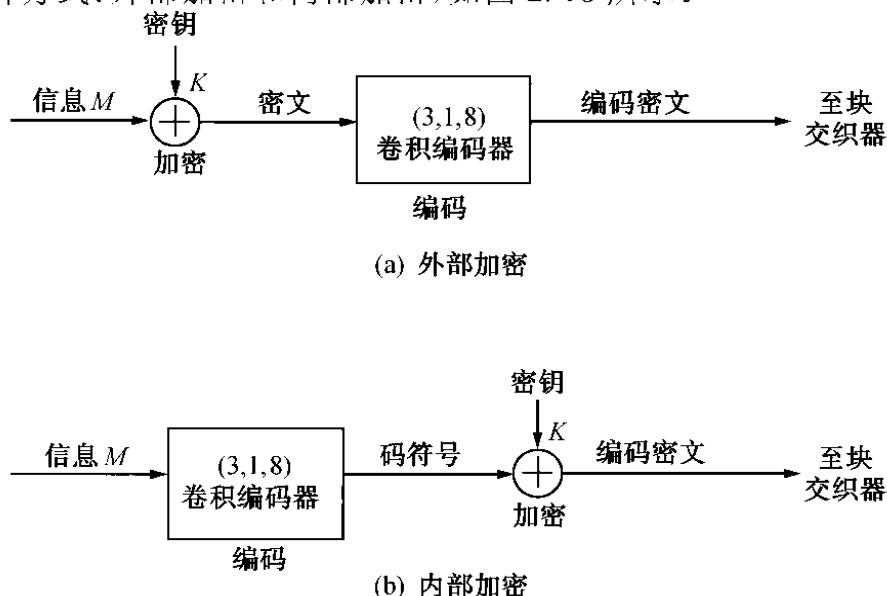 密钥
K
信息 M
密文
(3,1,8)
卷积编码器
编码密文
至块
交织器
加密
编码
(a) 外部加密
密钥
K
信息 M
(3,1,8)
卷积编码器
码符号
编码密文
至块
交织器
加密
编码
(b) 内部加密